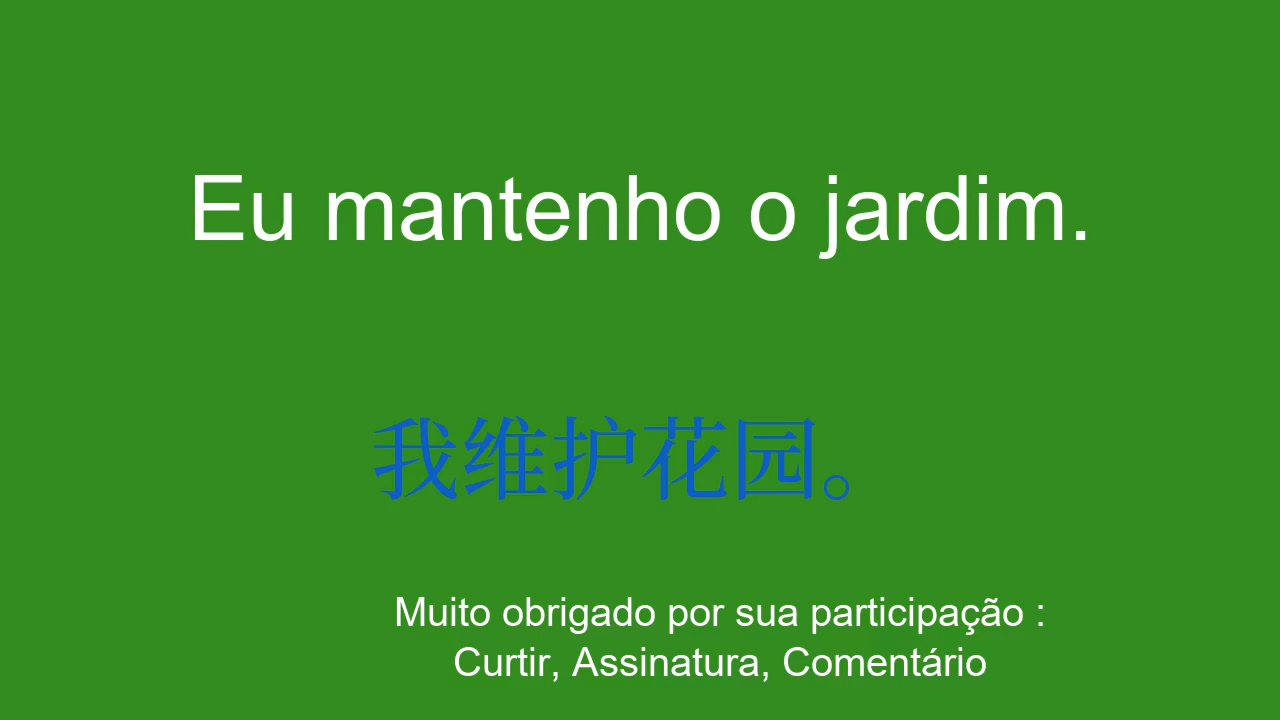 Eu mantenho o jardim.
我维护花园。
Muito obrigado por sua participação :
Curtir, Assinatura, Comentário